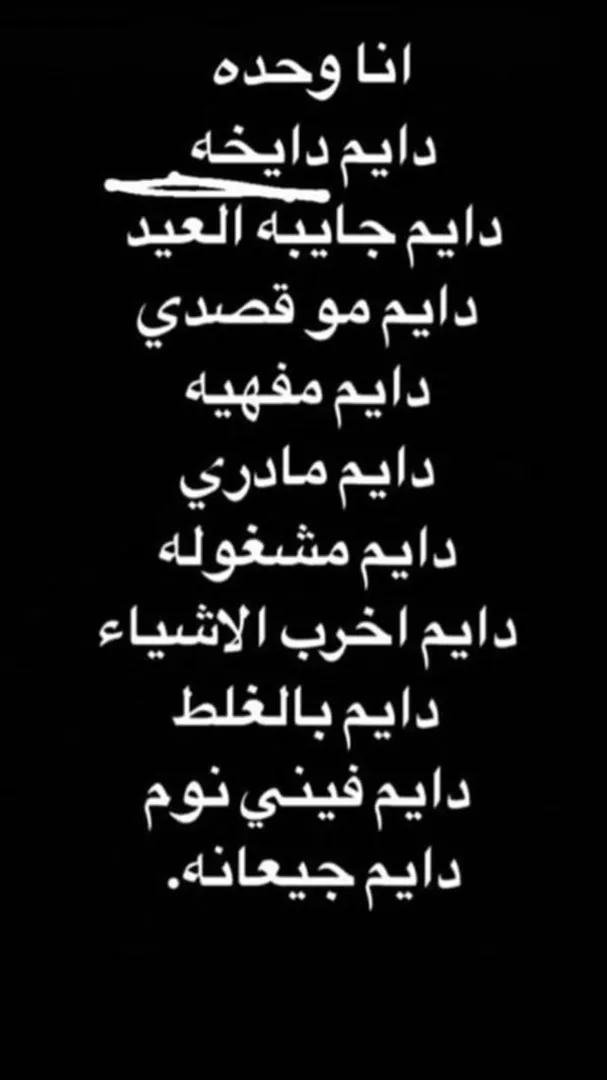 انا وحده
دايم دايخه
دايم جايبه العيد
دايم مو قصدي
دايم مفهيه
دايم مادري
دايم مشغوله
دايم اخرب الاشياء
دايم بالغلط
دايم فيني نوم
دايم جيعانه.